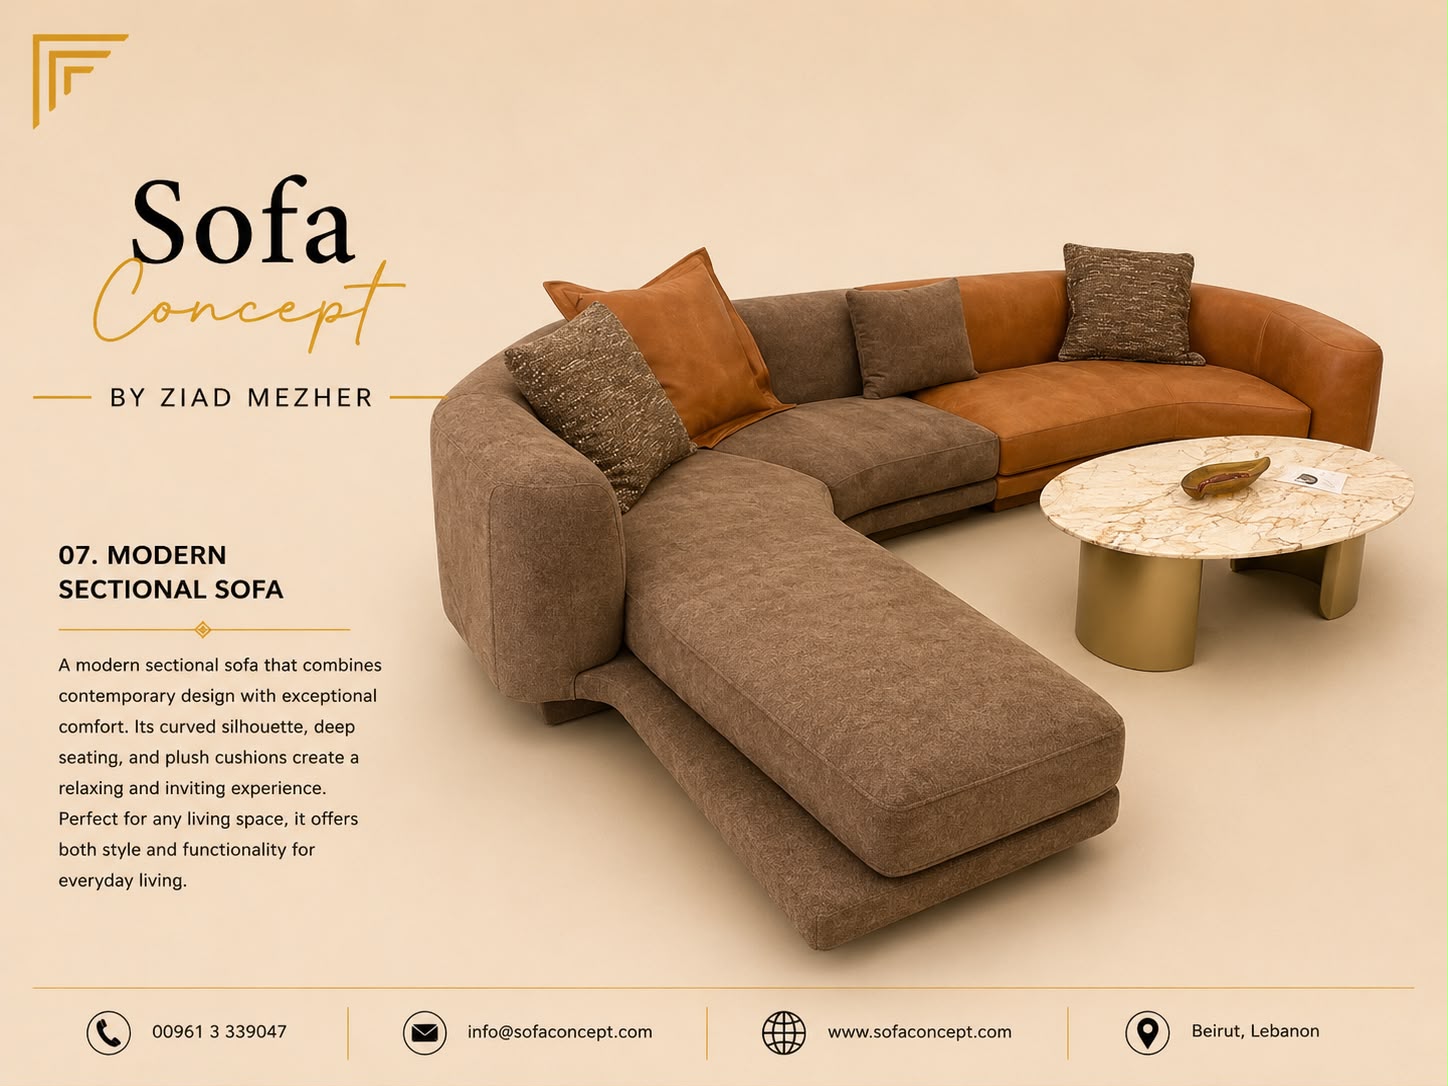 Sofa
Concept
BY ZIAD MEZHER
07. MODERN
SECTIONAL SOFA
A modern sectional sofa that combines
contemporary design with exceptional
comfort. Its curved silhouette, deep
seating, and plush cushions create a
relaxing and inviting experience.
Perfect for any living space, it offers
both style and functionality for
everyday living.
00961 3 339047
info@sofaconcept.com
www.sofaconcept.com
Beirut, Lebanon